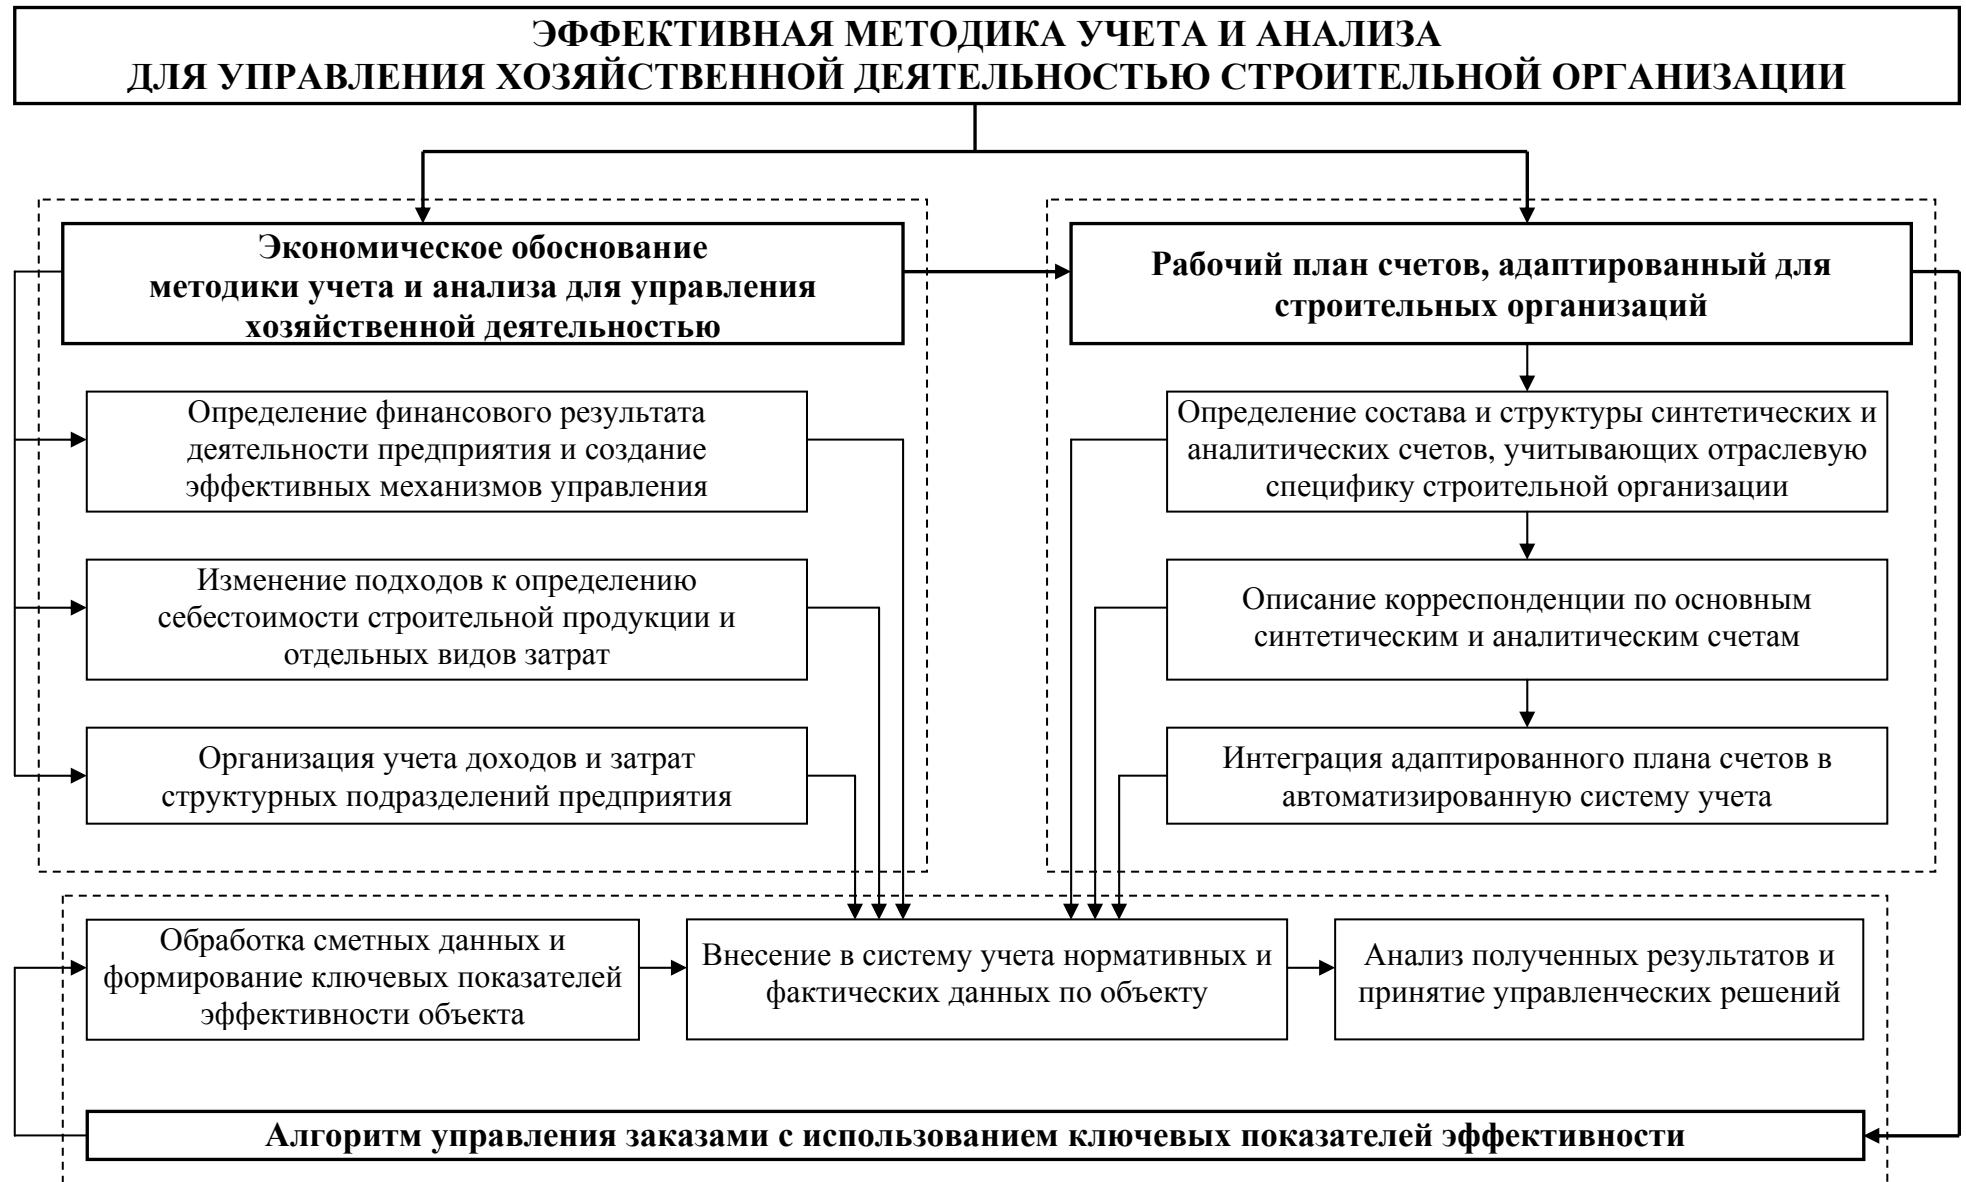 ЭФФЕКТИВНАЯ МЕТОДИКА УЧЕТА И АНАЛИЗА
ДЛЯ УПРАВЛЕНИЯ ХОЗЯЙСТВЕННОЙ ДЕЯТЕЛЬНОСТЬЮ СТРОИТЕЛЬНОЙ ОРГАНИЗАЦИИ
Экономическое обоснование
методики учета и анализа для управления
хозяйственной деятельностью
Рабочий план счетов, адаптированный для
строительных организаций
Определение финансового результата
деятельности предприятия и создание
эффективных механизмов управления
Изменение подходов к определению
себестоимости строительной продукции и
отдельных видов затрат
Организация учета доходов и затрат
структурных подразделений предприятия
Определение состава и структуры синтетических и
аналитических счетов, учитывающих отраслевую
специфику строительной организации
Описание корреспонденции по основным
синтетическим и аналитическим счетам
Интеграция адаптированного плана счетов в
автоматизированную систему учета
Обработка сметных данных и
формирование ключевых показателей
эффективности объекта
Внесение в систему учета нормативных и
фактических данных по объекту
Анализ полученных результатов и
принятие управленческих решений
Алгоритм управления заказами с использованием ключевых показателей эффективности